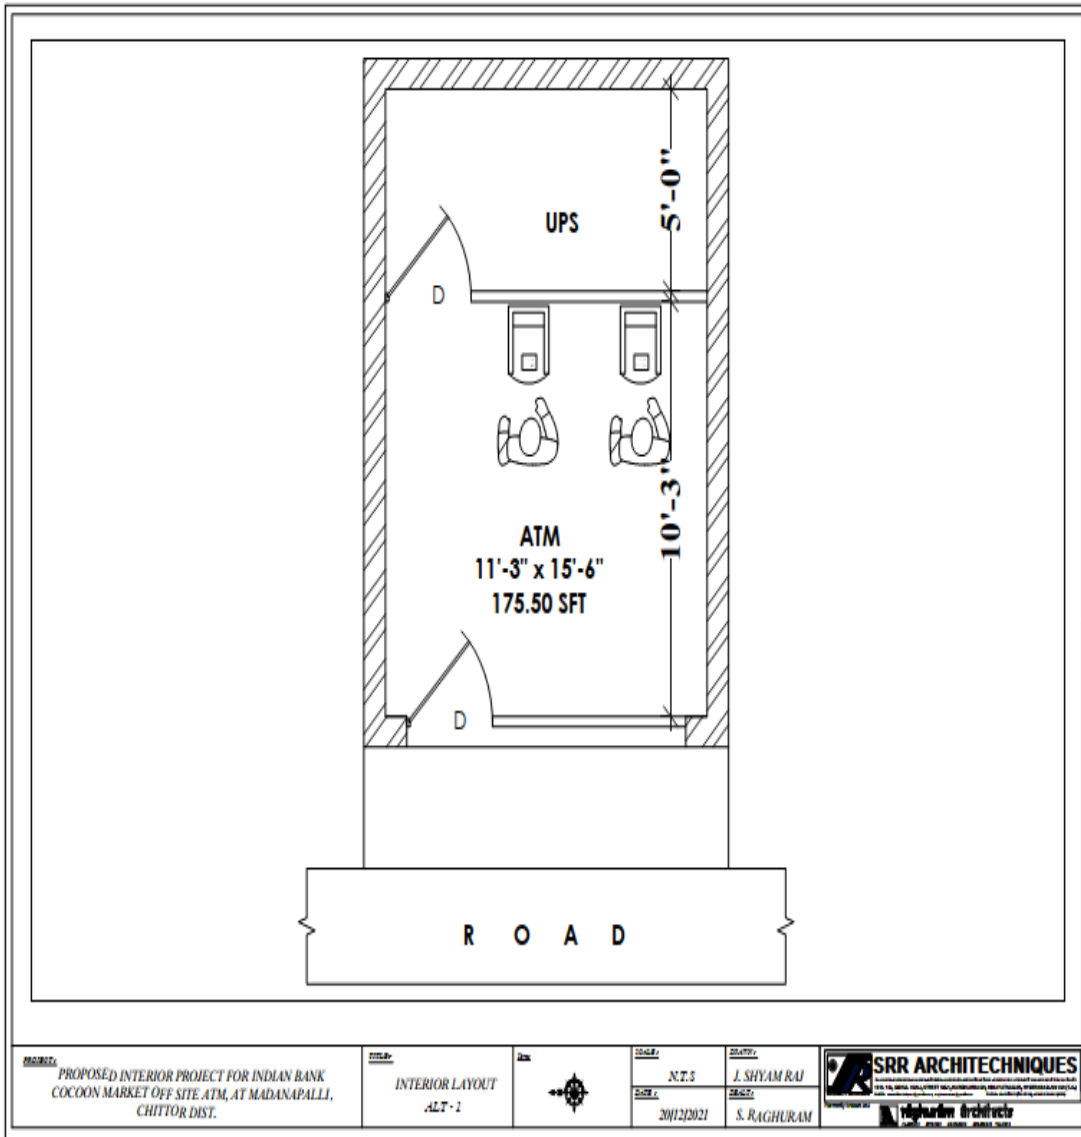 5'-0"
UPS
D
10'-3"
ATM
11'-3" x 15'-6"
175.50 SFT
D
R O A D
PROJECT:
PROPOSED INTERIOR PROJECT FOR INDIAN BANK
COCOON MARKET OFF SITE ATM, AT MADANAPALLI,
CHITTOR DIST.
TITLE:
INTERIOR LAYOUT
ALT - 1
SCALE:
N.T.S
DATE:
20/12/2021
J. SHYAM RAJ
S. RAGHURAM
SRR ARCHITECHNIQUES
raghuram architects